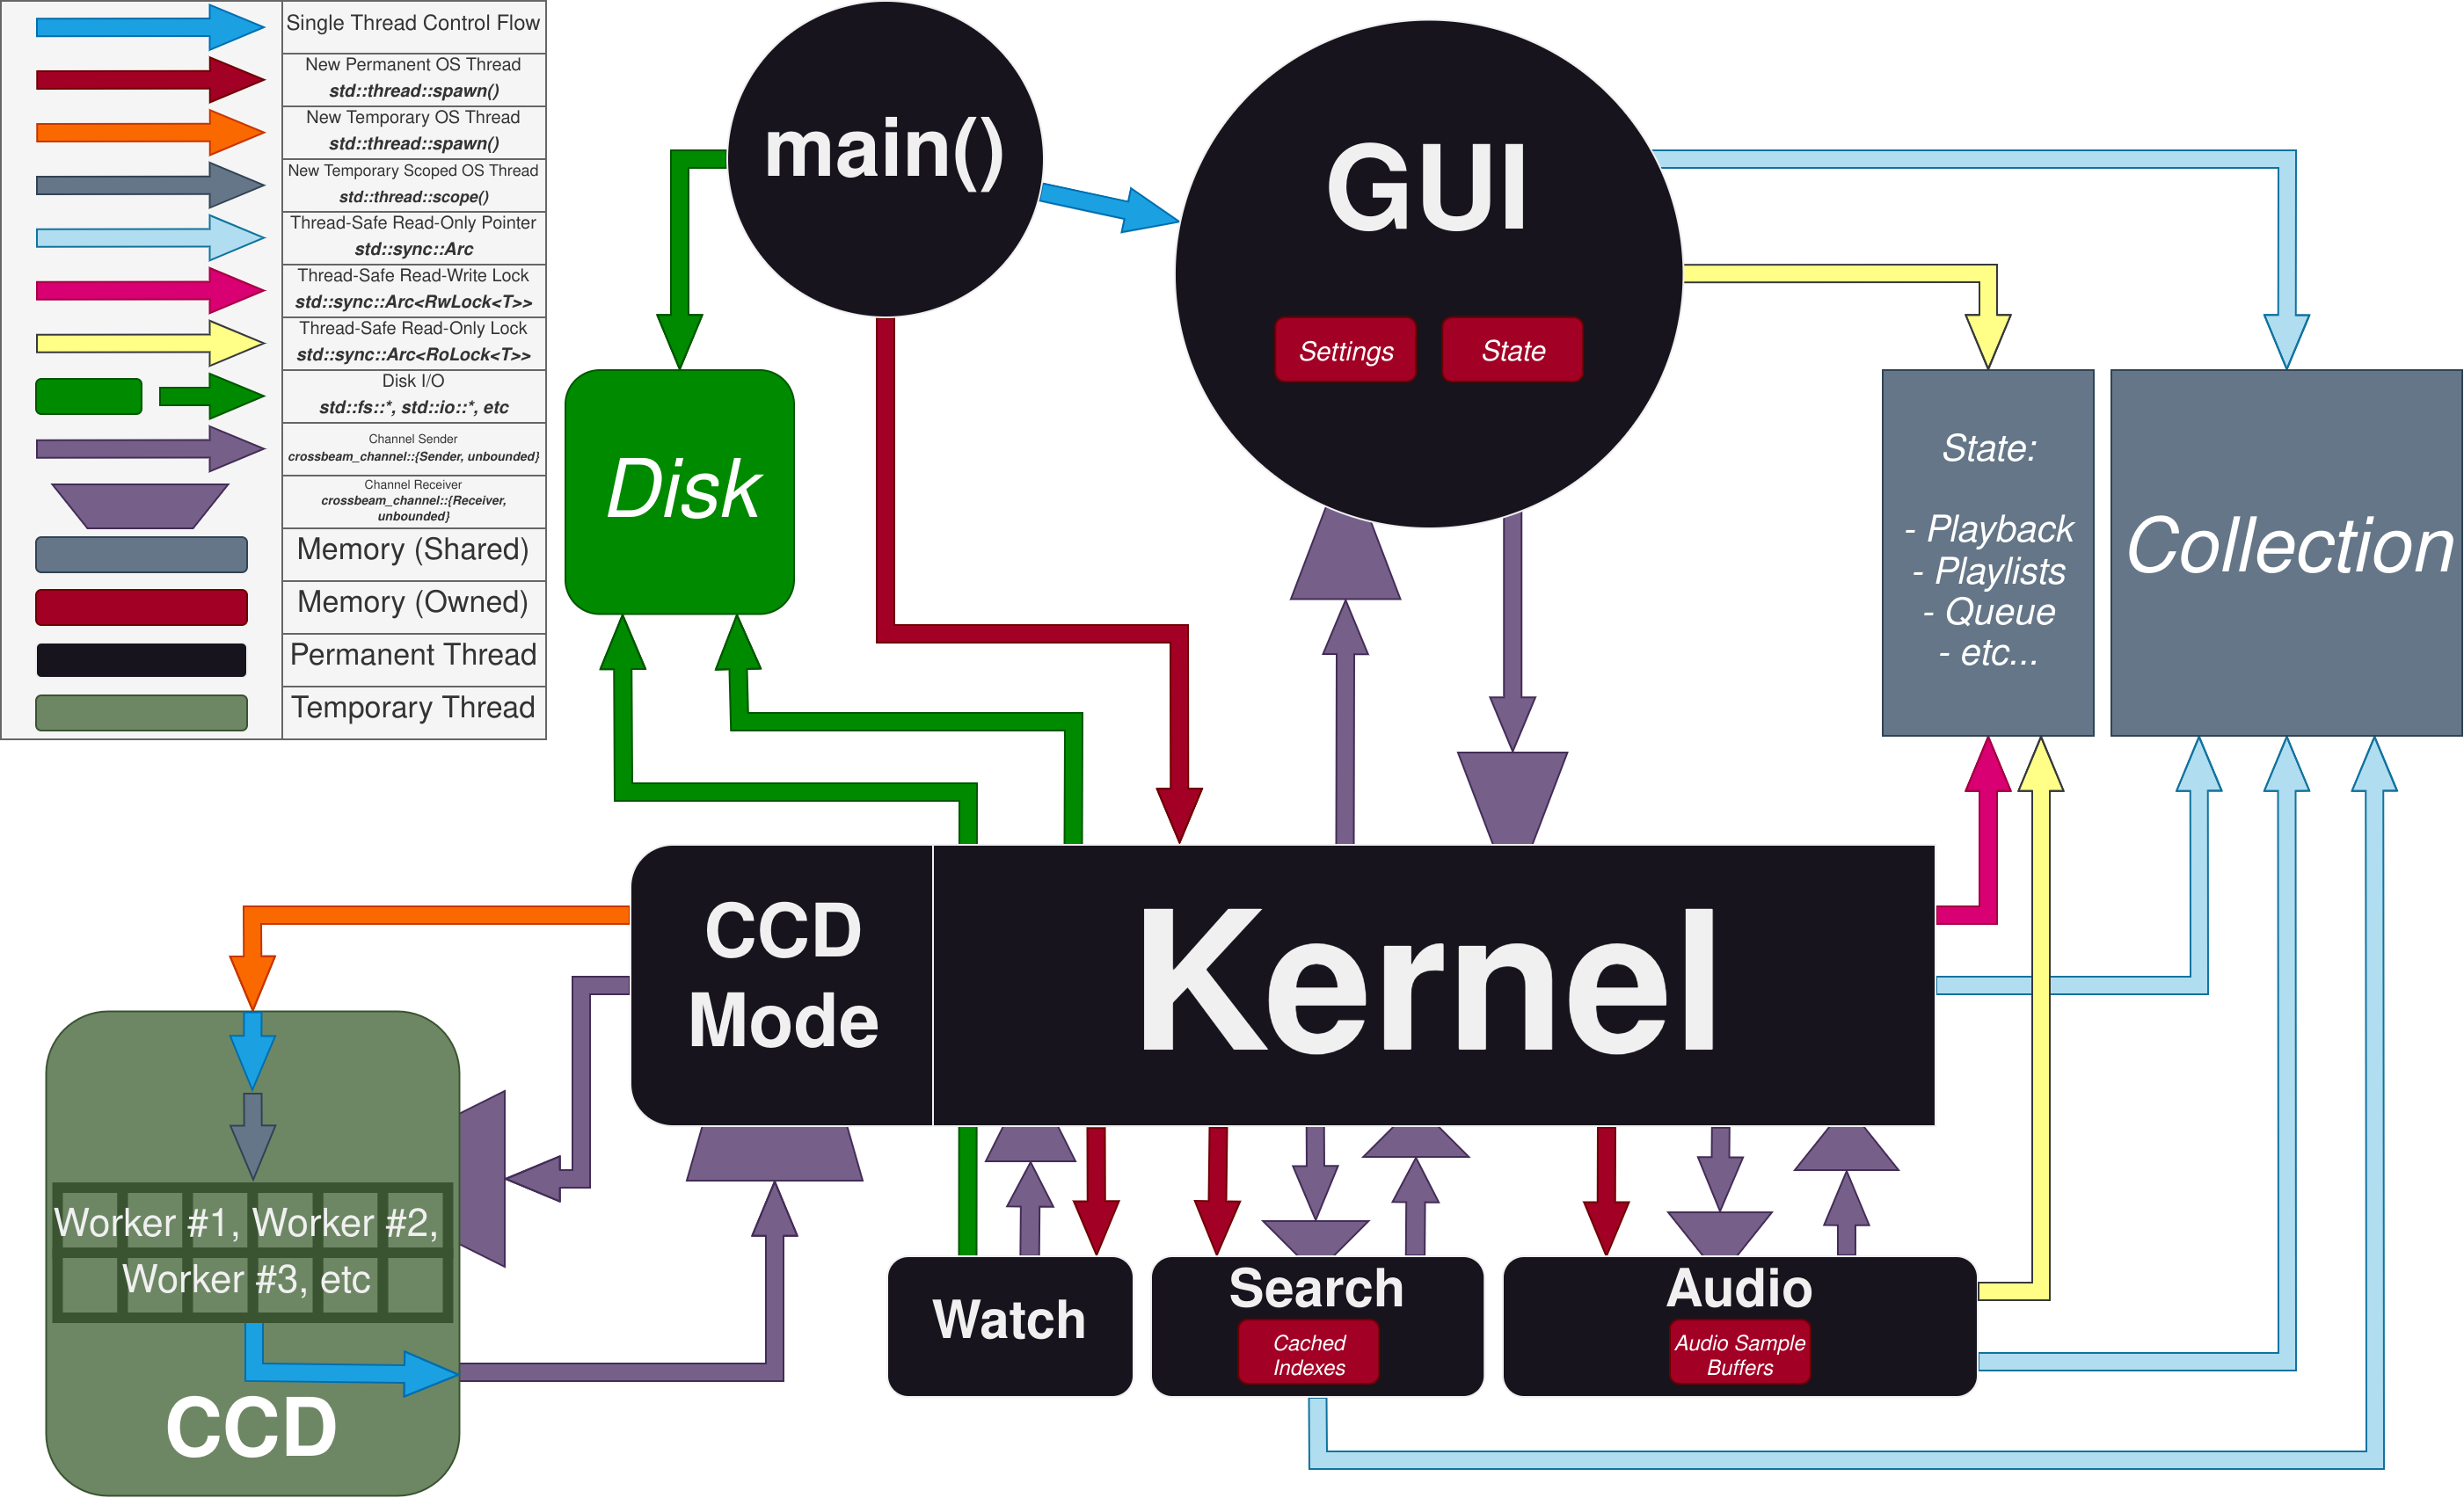 Single Thread Control Flow
New Permanent OS Thread
std::thread::spawn()
New Temporary OS Thread
std::thread::spawn()
New Temporary Scoped OS Thread
std::thread::scope()
Thread-Safe Read-Only Pointer
std::sync::Arc
Thread-Safe Read-Write Lock
std::sync::Arc<RwLock<T>>
Thread-Safe Read-Only Lock
std::sync::Arc<RoLock<T>>
Disk I/O
std::fs::*, std::io::*, etc
Channel Sender
crossbeam_channel::{Sender, unbounded}
Channel Receiver
crossbeam_channel::{Receiver,
unbounded}
Memory (Shared)
Memory (Owned)
Permanent Thread
Temporary Thread
main()
GUI
Settings
State
Disk
State:
- Playback
- Playlists
- Queue
- etc...
Collection
CCD
Mode
Kernel
Worker #1, Worker #2,
Worker #3, etc
CCD
Watch
Search
Cached
Indexes
Audio
Audio Sample
Buffers